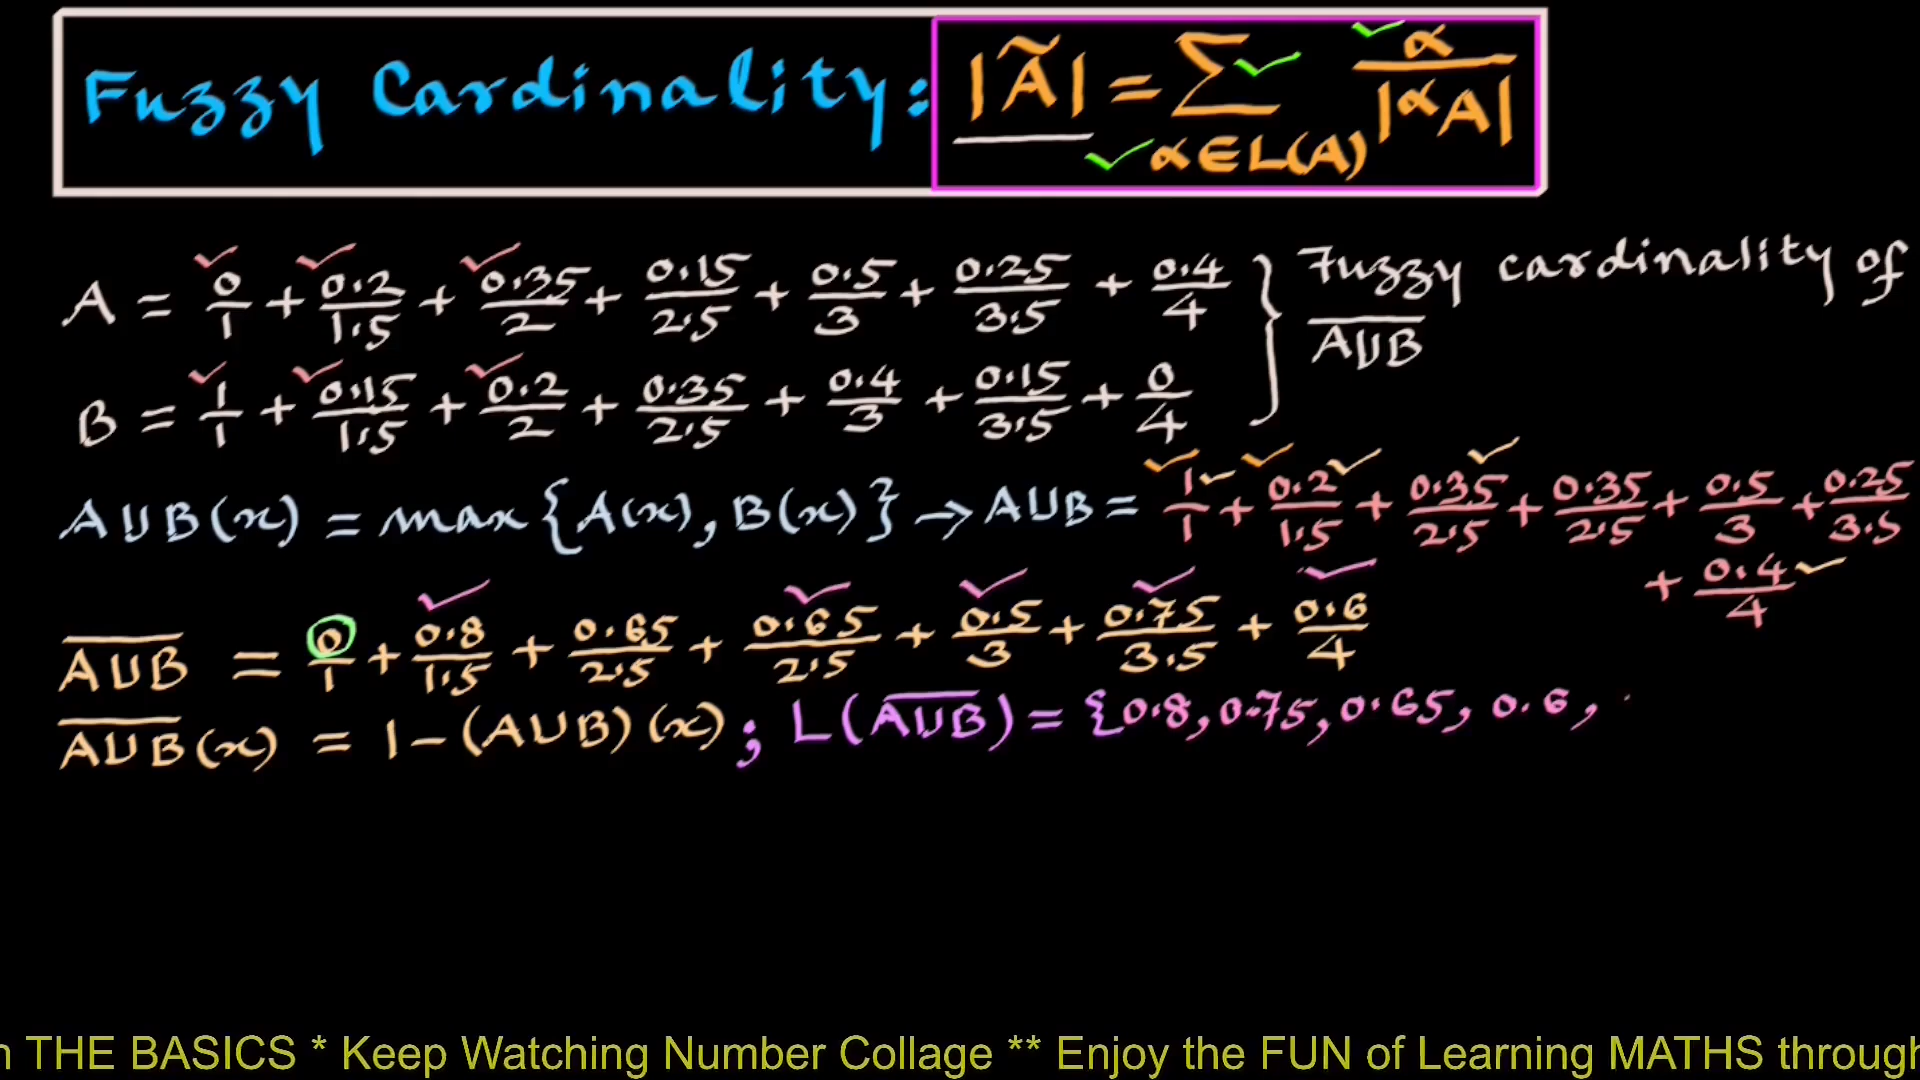 Fuzzy Cardinality: |Ã| = Σ_{α∈L(A)} α/|αA|
A = 0/1 + 0.2/1.5 + 0.35/2 + 0.15/2.5 + 0.5/3 + 0.25/3.5 + 0.4/4 } Fuzzy cardinality of
A∪B‾
B = 1/1 + 0.15/1.5 + 0.2/2 + 0.35/2.5 + 0.4/3 + 0.15/3.5 + 0/4
A∪B(x) = max{A(x), B(x)} → A∪B = 1/1 + 0.2/1.5 + 0.35/2.5 + 0.35/2.5 + 0.5/3 + 0.25/3.5
+ 0.4/4
A∪B‾ = 0/1 + 0.8/1.5 + 0.65/2.5 + 0.65/2.5 + 0.5/3 + 0.75/3.5 + 0.6/4
A∪B‾(x) = 1-(A∪B)(x); L(A∪B‾) = {0.8, 0.75, 0.65, 0.6,
THE BASICS * Keep Watching Number Collage ** Enjoy the FUN of Learning MATHS through